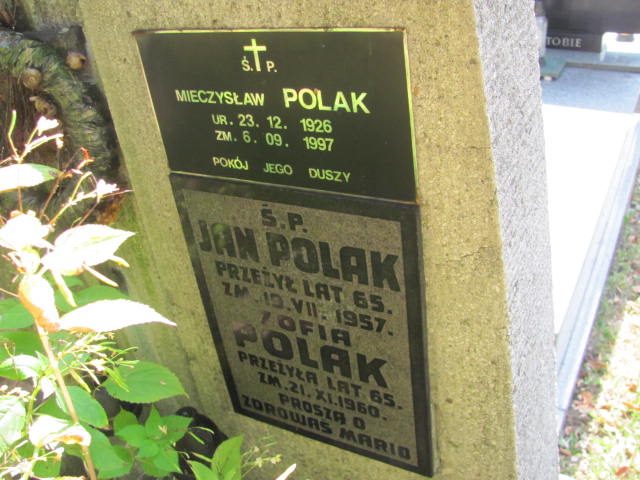 Ś. P.
MIECZYSŁAW POLAK
UR. 23. 12. 1926
ZM. 6. 09. 1997
POKÓJ JEGO DUSZY
Ś.P.
JAN POLAK
PRZEŻYŁ LAT 65.
ZM. 19.VII.1957.
ZOFIA
POLAK
PRZEŻYŁA LAT 65.
ZM. 21.XI.1960.
PROSZĄ O
ZDROWAŚ MARIO
TOBIE